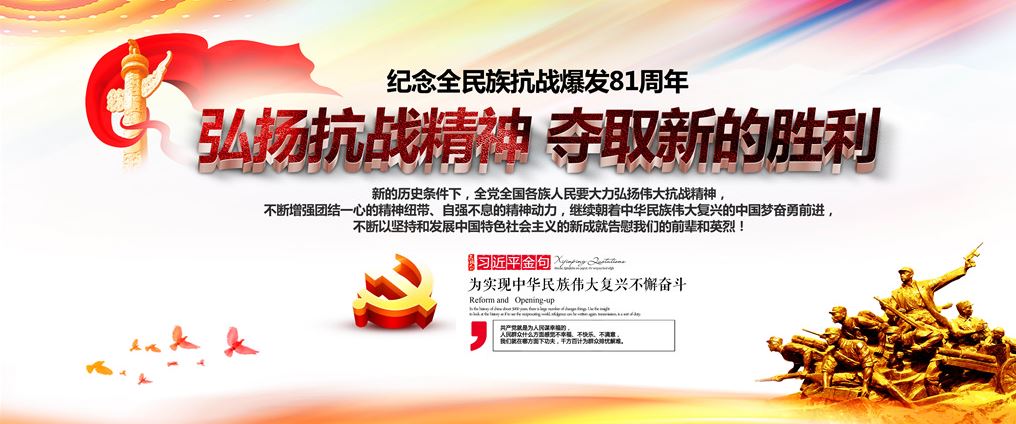 纪念全民族抗战爆发81周年
弘扬抗战精神 夺取新的胜利
新的历史条件下，全党全国各族人民要大力弘扬伟大抗战精神，
不断增强团结一心的精神纽带、自强不息的精神动力，继续朝着中华民族伟大复兴的中国梦奋勇前进，
不断以坚持和发展中国特色社会主义的新成就告慰我们的前辈和英烈！
习近平金句 Xijinping Quotations
为实现中华民族伟大复兴不懈奋斗
Reform and Opening-up
共产党就是为人民谋幸福的，
人民群众什么方面感觉不幸福、不快乐、不满意，
我们就在哪方面下功夫，千方百计为群众排忧解难。